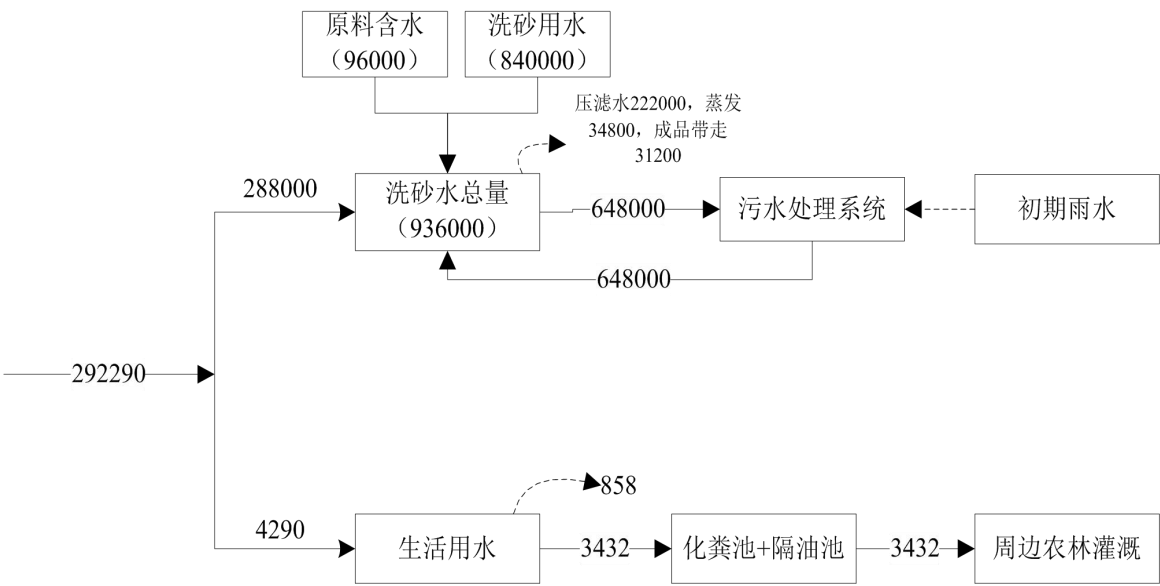 原料含水
（96000）
洗砂用水
（840000）
压滤水222000，蒸发
34800，成品带走
31200
288000
洗砂水总量
（936000）
648000
污水处理系统
初期雨水
648000
292290
858
4290
生活用水
3432
化粪池+隔油池
3432
周边农林灌溉